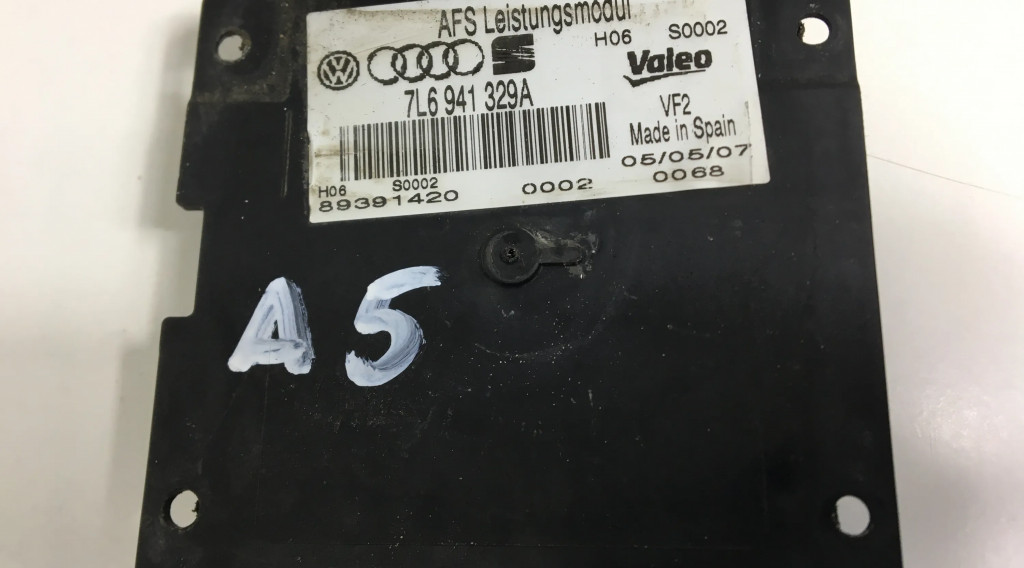 AFS Leistungsmodul
H06 S0002
Valeo
7L6 941 329A
VF2
Made in Spain
05/05/07
H06 S0002
89391420 0002 0068
A5